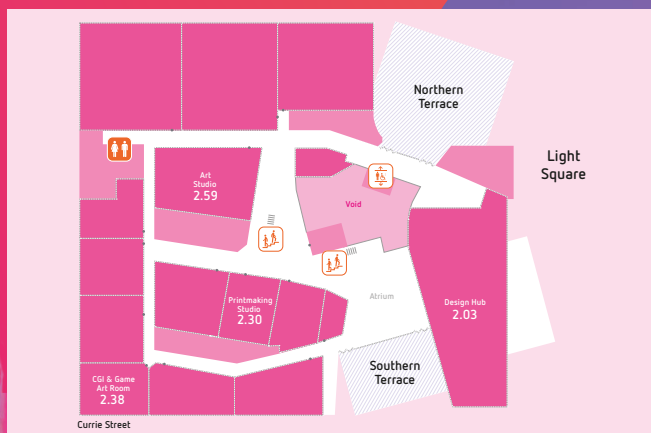 Northern
Terrace
Light
Square
Art
Studio
2.59
Void
Atrium
Printmaking
Studio
2.30
Design Hub
2.03
Southern
Terrace
CGI & Game
Art Room
2.38
Currie Street